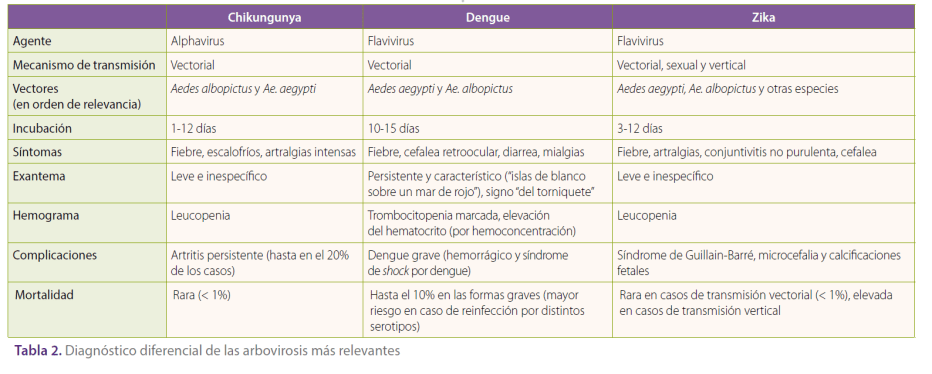 Chikungunya Dengue Zika
Agente Alphavirus Flavivirus Flavivirus
Mecanismo de transmisión Vectorial Vectorial Vectorial, sexual y vertical
Vectores
(en orden de relevancia) Aedes albopictus y Ae. aegypti Aedes aegypti y Ae. albopictus Aedes aegypti, Ae. albopictus y otras especies
Incubación 1-12 días 10-15 días 3-12 días
Síntomas Fiebre, escalofríos, artralgias intensas Fiebre, cefalea retroocular, diarrea, mialgias Fiebre, artralgias, conjuntivitis no purulenta, cefalea
Exantema Leve e inespecífico Persistente y característico (“islas de blanco Leve e inespecífico
sobre un mar de rojo”), signo “del torniquete”
Hemograma Leucopenia Trombocitopenia marcada, elevación Leucopenia
del hematocrito (por hemoconcentración)
Complicaciones Artritis persistente (hasta en el 20% Dengue grave (hemorrágico y síndrome Síndrome de Guillain-Barré, microcefalia y calcificaciones
de los casos) de shock por dengue) fetales
Mortalidad Rara (< 1%) Hasta el 10% en las formas graves (mayor Rara en casos de transmisión vectorial (< 1%), elevada
riesgo en caso de reinfección por distintos en casos de transmisión vertical
serotipos)
Tabla 2. Diagnóstico diferencial de las arbovirosis más relevantes